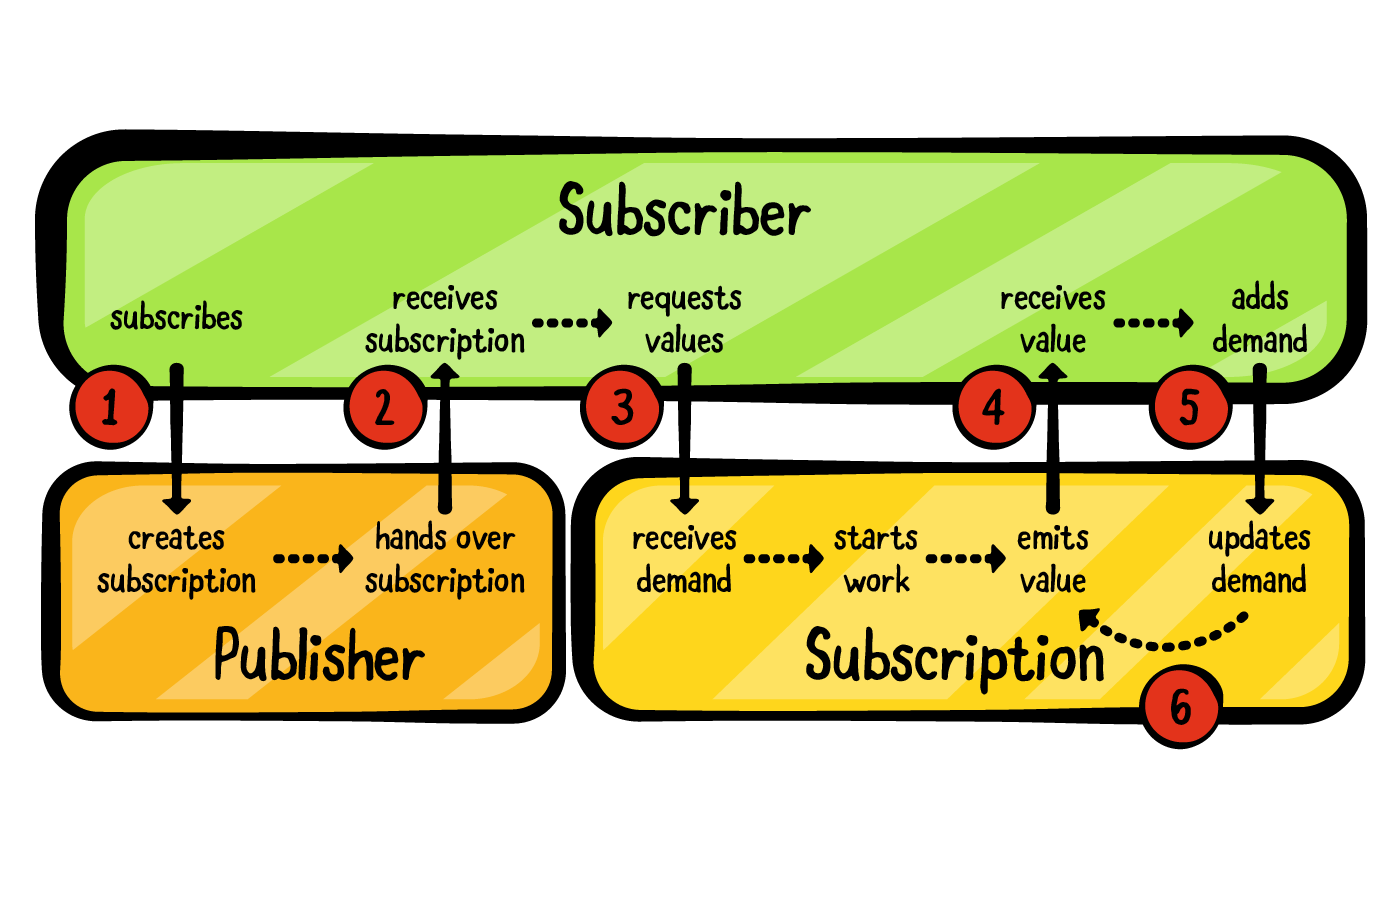 Subscriber
subscribes
receives
subscription
requests
values
receives
value
adds
demand
1
2
3
4
5
creates
subscription
hands over
subscription
Publisher
receives
demand
starts
work
emits
value
updates
demand
Subscription
6